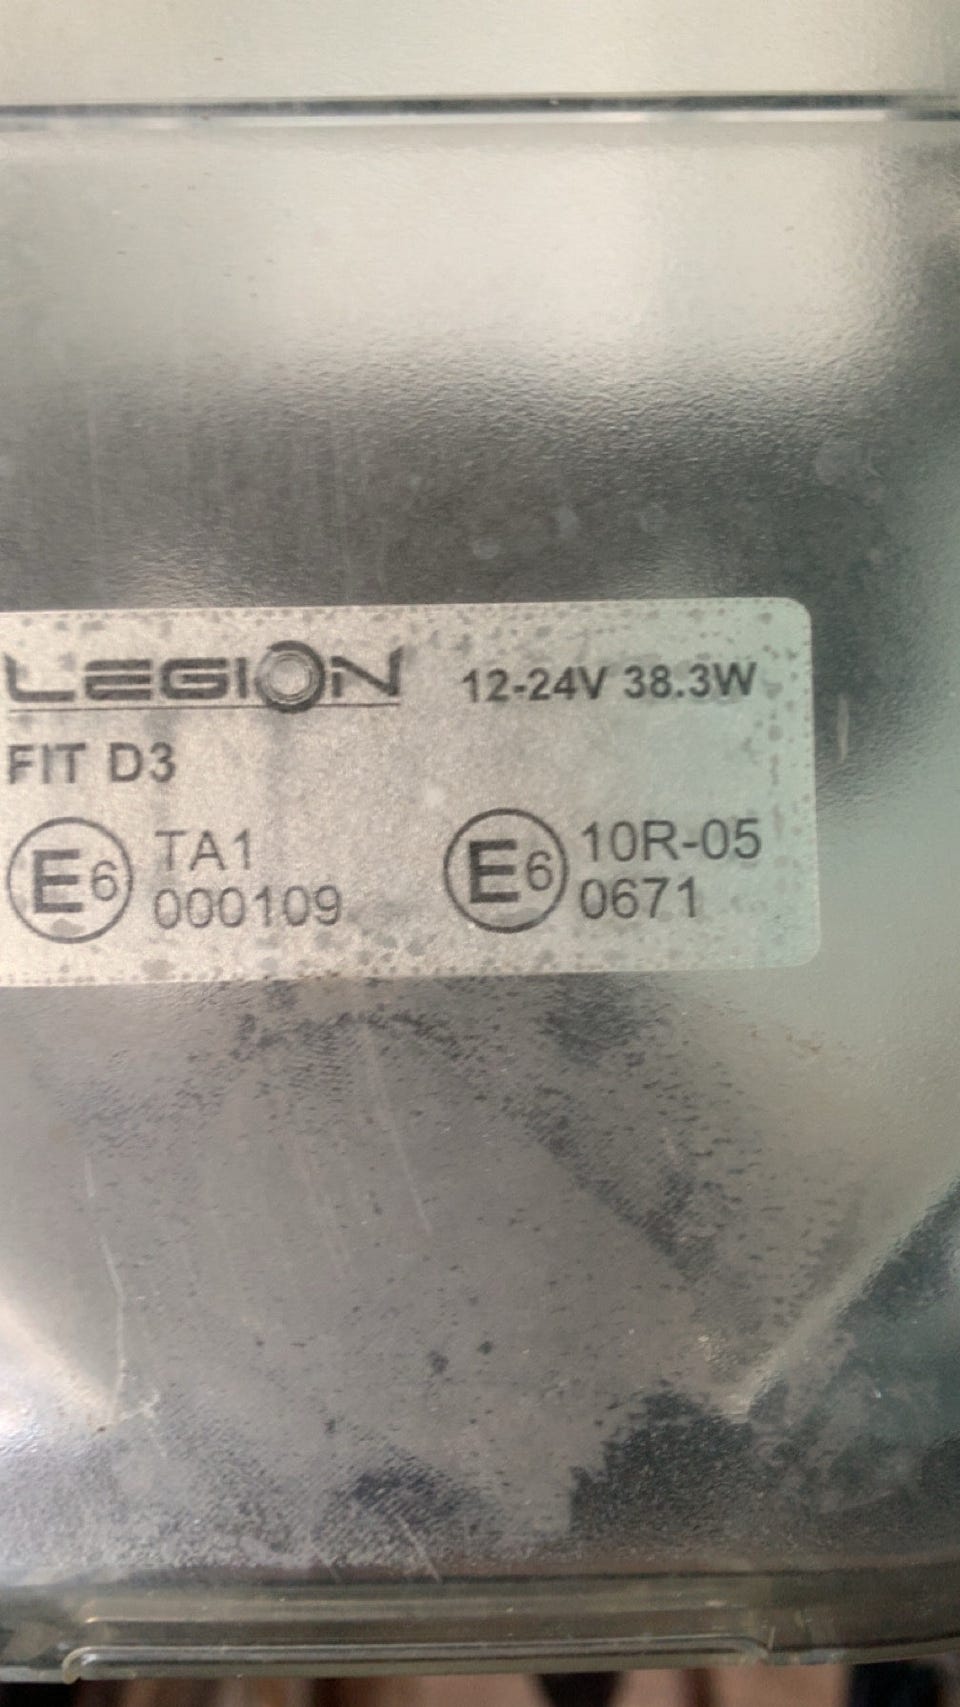 LEGION 12-24V 38.3W
FIT D3
E6 TA1 E6 10R-05
000109 0671